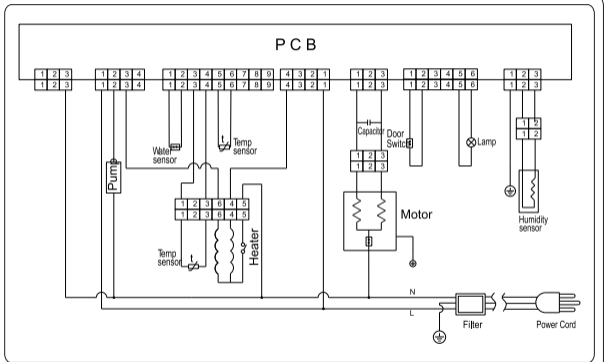 PCB
1 2 3 1 2 3 4 1 2 3 4 5 6 7 8 9 4 3 2 1 1 2 3 1 2 3 4 5 6 1 2 3
1 2 3 1 2 3 4 1 2 3 4 5 6 7 8 9 4 3 2 1 1 2 3 1 2 3 4 5 6 1 2 3
Capacitor
Door
Switch
Lamp
1 2
1 2
Water
sensor
t
Temp
sensor
1 2 3
1 2 3
Pump
1 2 3 6 4 5
1 2 3 6 4 5
Motor
Humidity
sensor
Temp
sensor
t
Heater
N
L
Filter
Power Cord